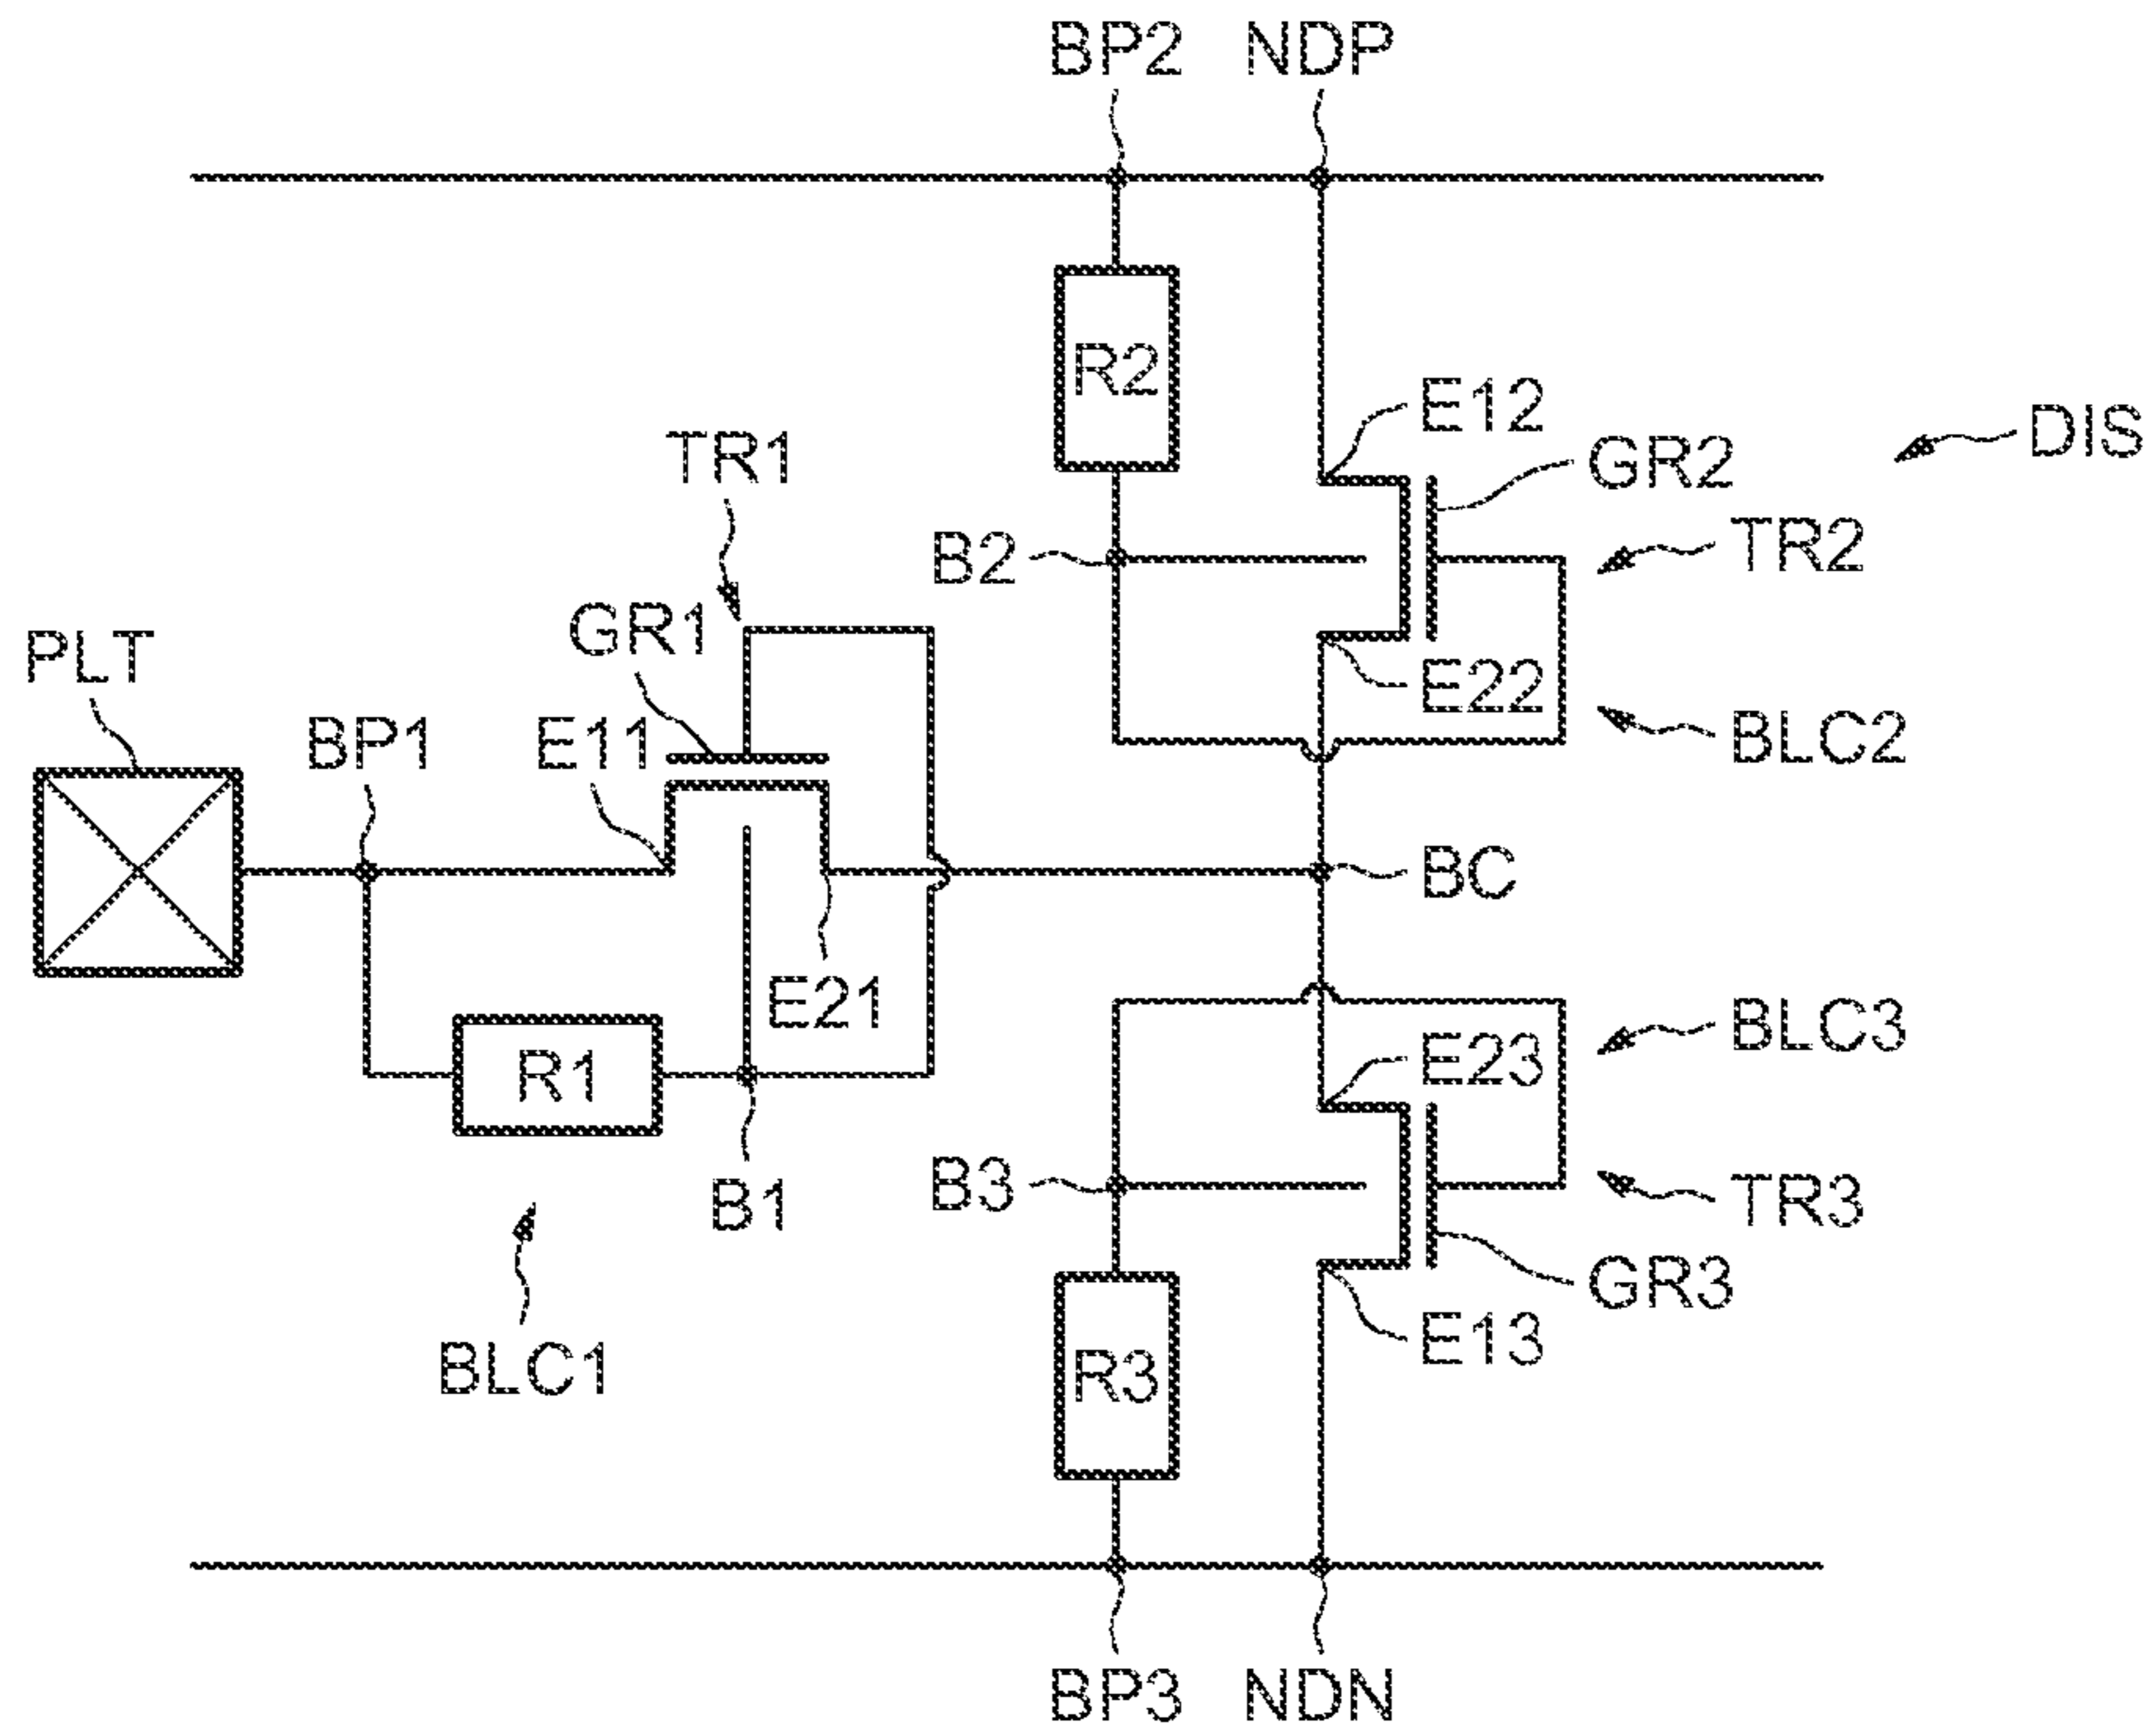 BP2 NDP
R2
E12
DIS
GR2
TR1
TR2
B2
GR1
PLT
E22
BP1
E11
BLC2
BC
E21
BLC3
R1
E23
B3
B1
TR3
GR3
E13
BLC1
R3
BP3 NDN